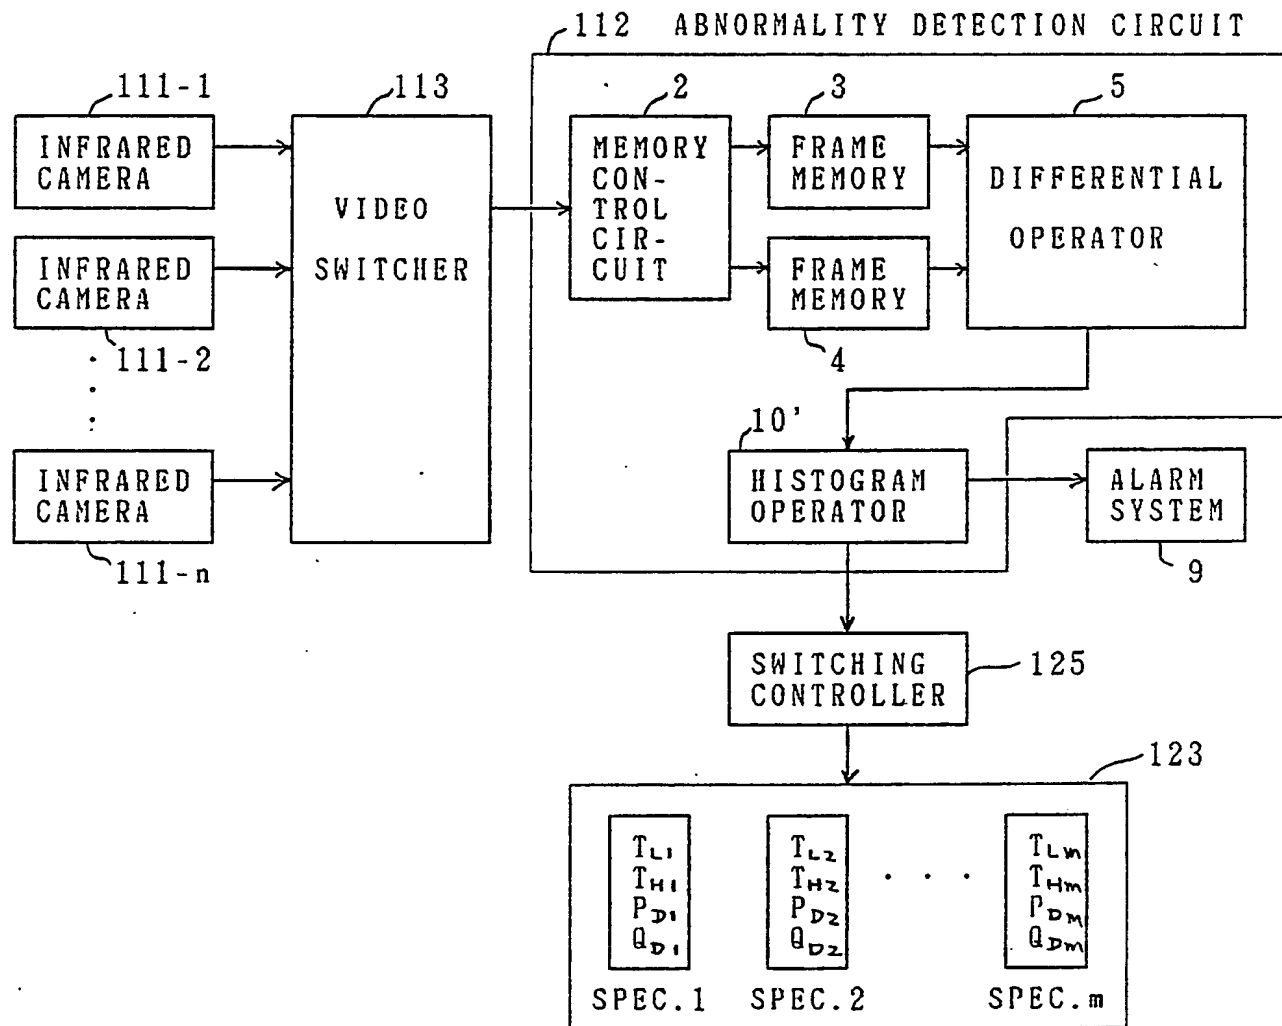 112 ABNORMALITY DETECTION CIRCUIT
111-1
113
2
3
5
INFRARED
CAMERA
VIDEO
SWITCHER
MEMORY
CON-
TROL
CIR-
CUIT
FRAME
MEMORY
DIFFERENTIAL
OPERATOR
INFRARED
CAMERA
FRAME
MEMORY
111-2
4
10'
INFRARED
CAMERA
HISTOGRAM
OPERATOR
ALARM
SYSTEM
111-n
9
SWITCHING
CONTROLLER
125
123
TL1
TH1
PD1
QD1
SPEC.1
TL2
TH2
PD2
QD2
SPEC.2
. . . .
TLm
THm
PDm
QDm
SPEC.m